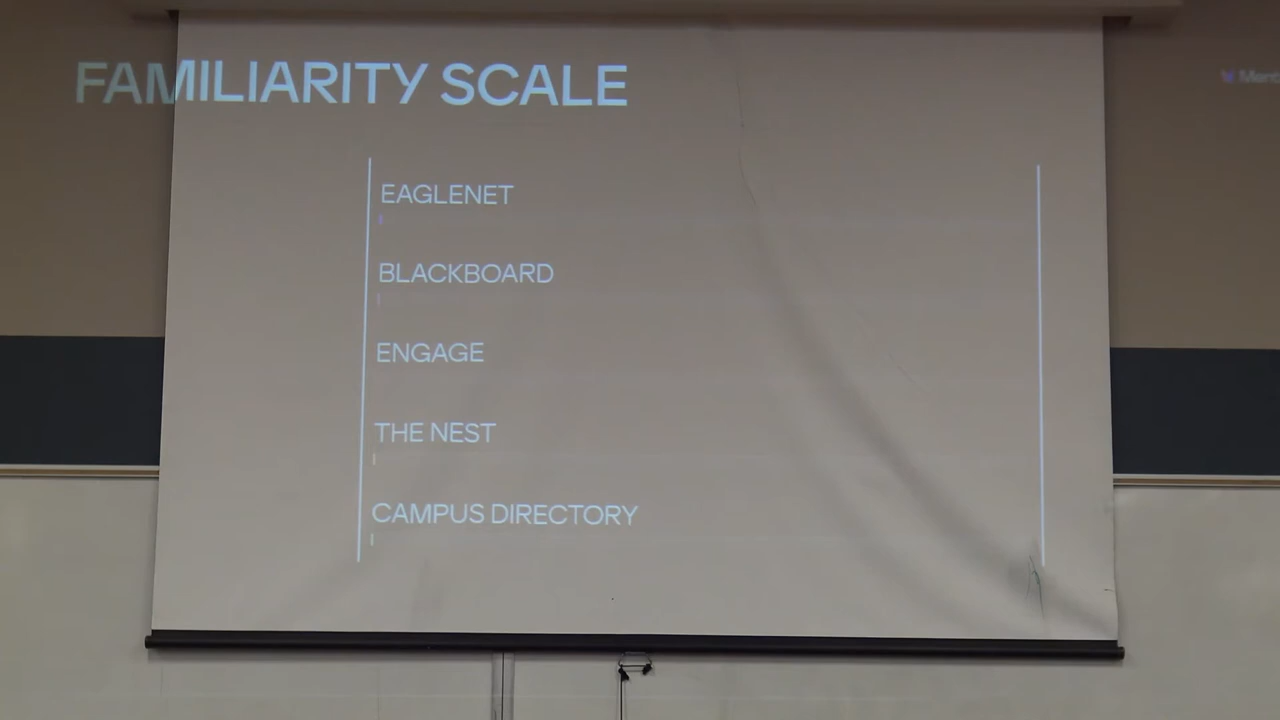 FAMILIARITY SCALE
EAGLENET
BLACKBOARD
ENGAGE
THE NEST
CAMPUS DIRECTORY